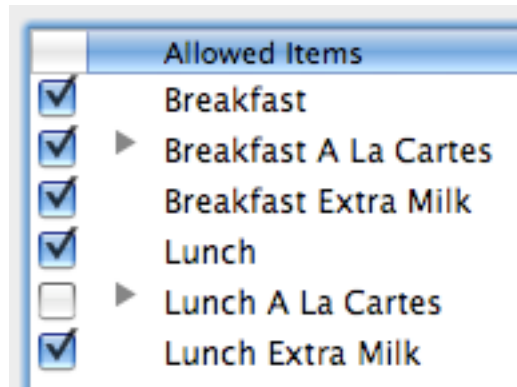 Allowed Items
Breakfast
Breakfast A La Cartes
Breakfast Extra Milk
Lunch
Lunch A La Cartes
Lunch Extra Milk